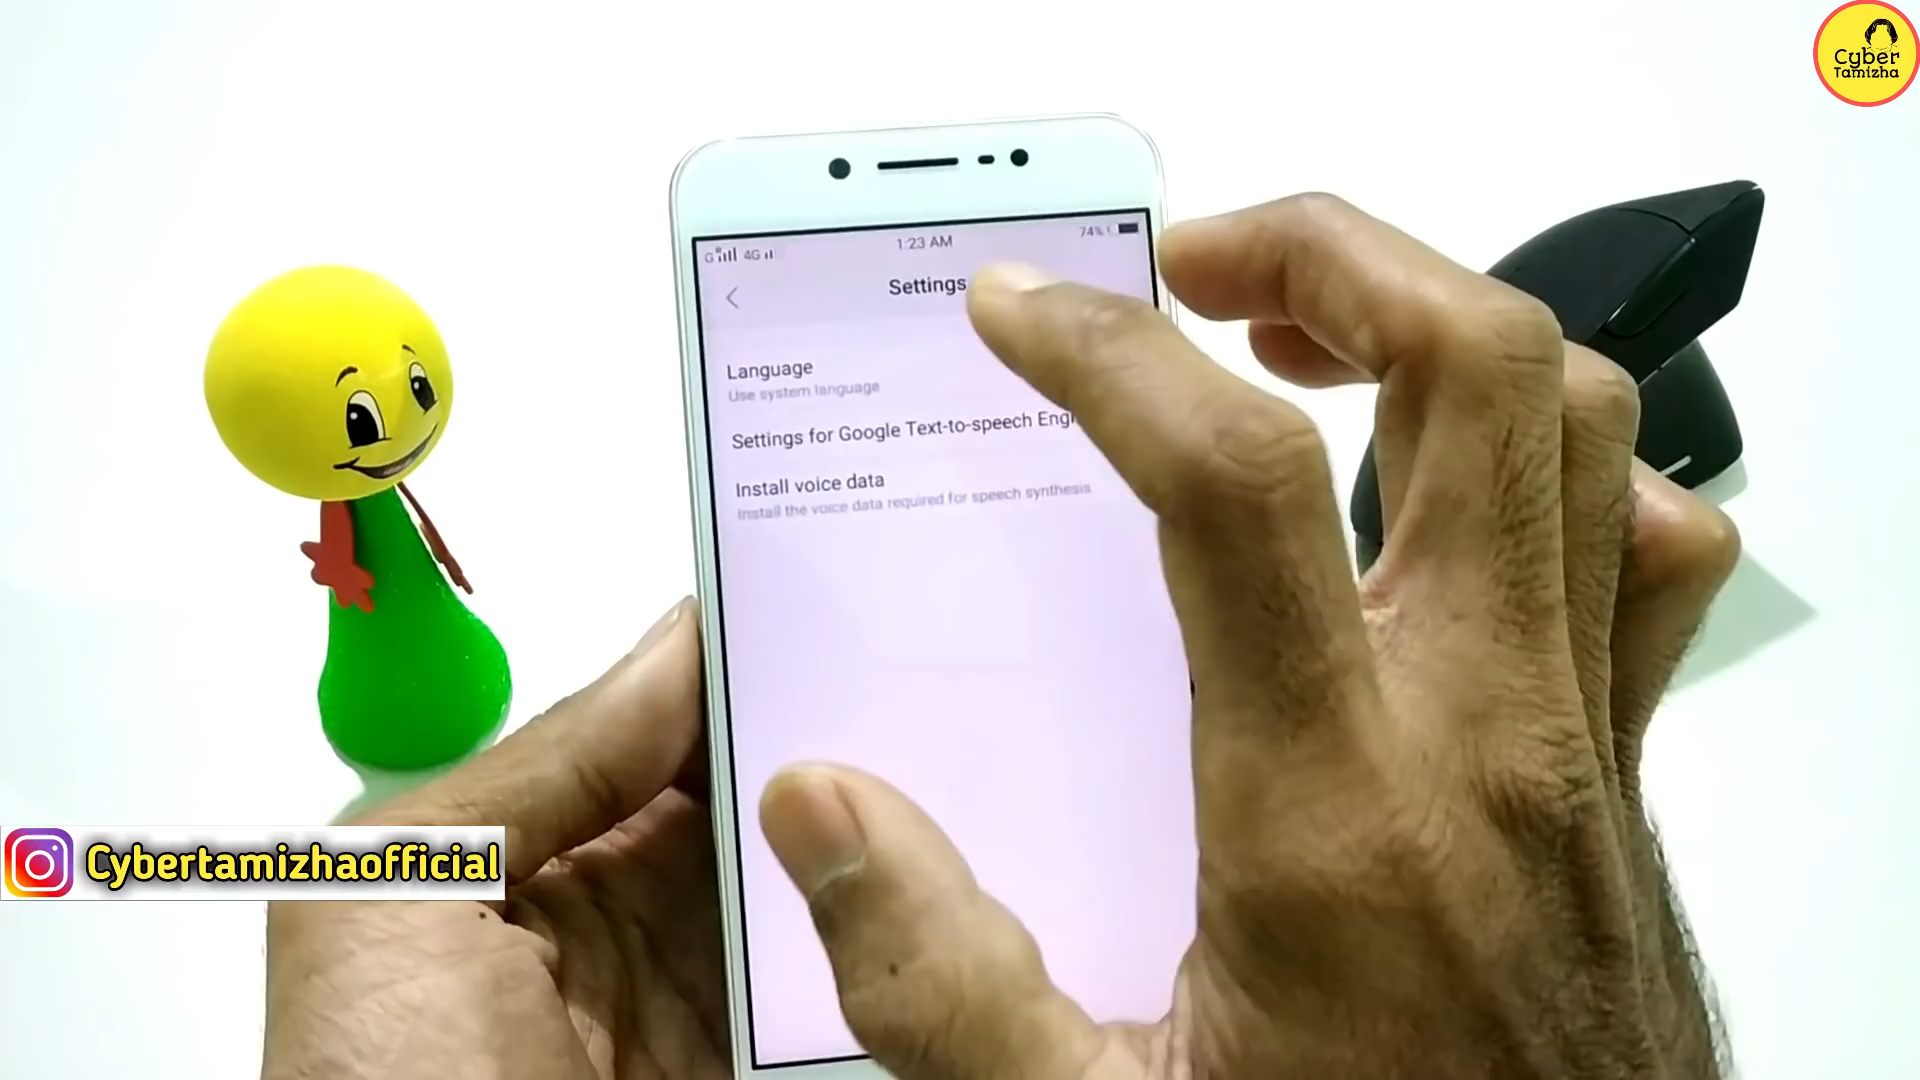 Cyber
Tamizha
4G
1:23 AM
74%
Settings
Language
Use system language
Settings for Google Text-to-speech
Install voice data
Install the voice data required for speech synthesis
Cybertamizhaofficial